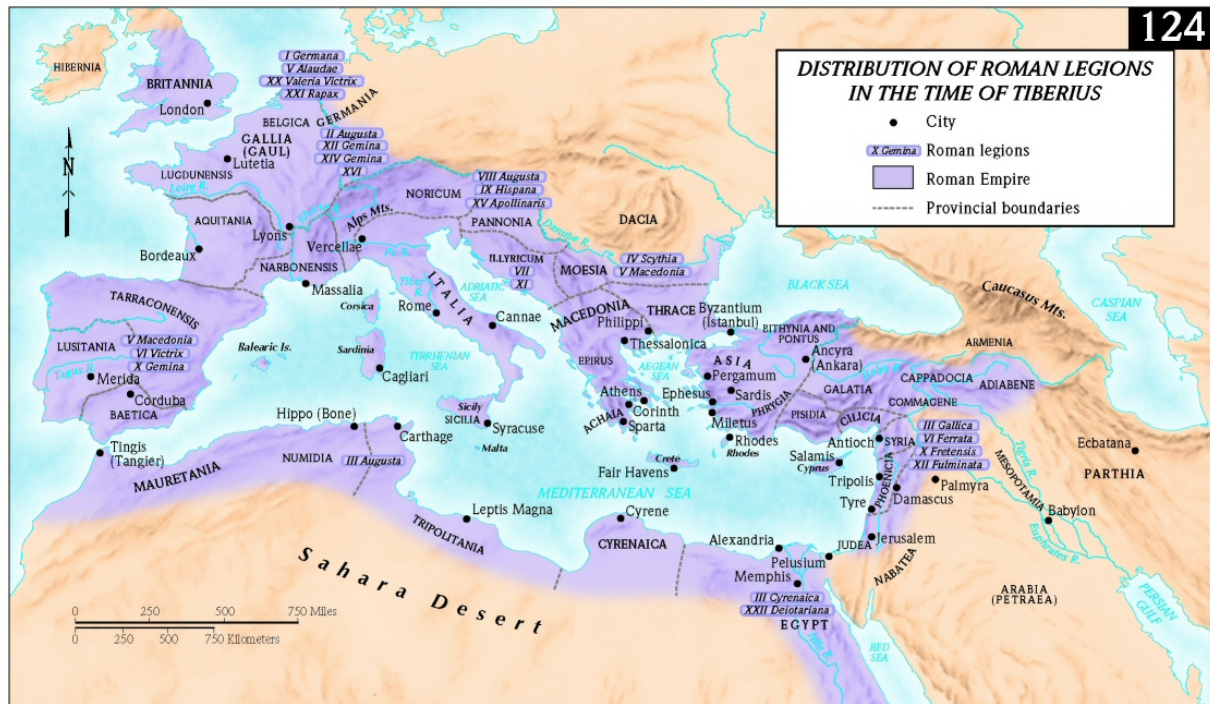 124
DISTRIBUTION OF ROMAN LEGIONS
IN THE TIME OF TIBERIUS
City
X Gemina
Roman legions
Roman Empire
Provincial boundaries
HIBERNIA
BRITANNIA
London
I Germana
V Alaudae
XX Valeria Victrix
XXI Rapax
BELGICA
GERMANIA
GALLIA
(GAUL)
Lutetia
LUGDUNENSIS
Loire R.
II Augusta
XII Gemina
XIV Gemina
XVI
AQUITANIA
Lyons
Bordeaux
NARBONENSIS
Massalia
Vercellae
Alps Mts.
NORICUM
VIII Augusta
IX Hispana
XV Apollinaris
PANNONIA
DACIA
Danube R.
ILLYRICUM
VII
XI
MOESIA
IV Scythia
V Macedonia
Po R.
Tiber R.
ITALIA
ADRIATIC
SEA
Rome
Cannae
Corsica
Sardinia
Cagliari
TYRRHENIAN
SEA
Balearic Is.
TARRACONENSIS
LUSITANIA
V Macedonia
VI Victrix
X Gemina
Tagus R.
Merida
Corduba
BAETICA
Tingis
(Tangier)
MAURETANIA
Hippo (Bone)
NUMIDIA
III Augusta
Carthage
Sicily
SICILIA
Syracuse
Malta
MACEDONIA
THRACE
Philippi
Thessalonica
EPIRUS
Byzantium
(Istanbul)
BLACK SEA
Caucasus Mts.
CASPIAN
SEA
BITHYNIA AND
PONTUS
Ancyra
(Ankara)
Halys R.
ARMENIA
CAPPADOCIA
ADIABENE
GALATIA
COMMAGENE
ASIA
Pergamum
AEGEAN
SEA
Athens
Ephesus
Sardis
PHRYGIA
PISIDIA
CILICIA
Corinth
ACHAIA
Sparta
Miletus
Rhodes
Rhodes
Antioch
SYRIA
III Gallica
VI Ferrata
X Fretensis
XII Fulminata
Salamis
Cyprus
Crete
Fair Havens
Tripolis
PHOENICIA
Tyre
Damascus
Palmyra
Tigris R.
MESOPOTAMIA
Ecbatana
PARTHIA
Babylon
Euphrates R.
MEDITERRANEAN SEA
Leptis Magna
TRIPOLITANIA
Cyrene
CYRENAICA
Alexandria
Pelusium
JUDEA
Jerusalem
NABATEA
Memphis
III Cyrenaica
XXII Deiotariana
EGYPT
Nile R.
RED
SEA
ARABIA
(PETRAEA)
PERSIAN
GULF
Sahara Desert
N
0 250 500 750 Miles
0 250 500 750 Kilometers